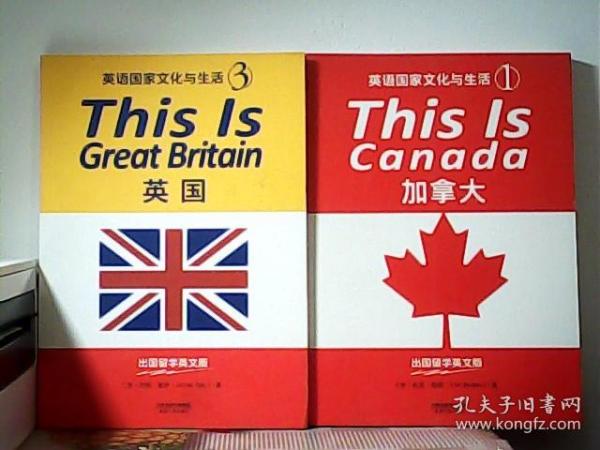 英语国家文化与生活③
This Is
Great Britain
英国
出国留学英文版
英语国家文化与生活①
This Is
Canada
加拿大
出国留学英文版
孔夫子旧书网
www.kongfz.com